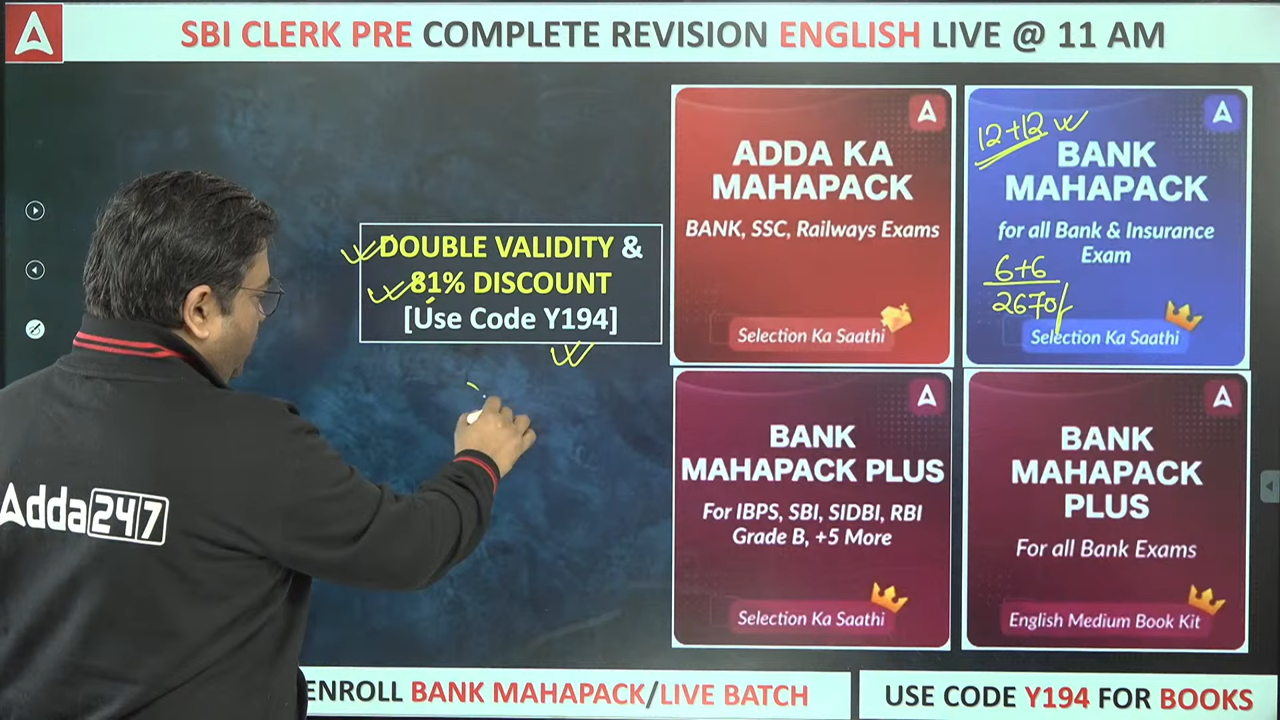 SBI CLERK PRE COMPLETE REVISION ENGLISH LIVE @ 11 AM
DOUBLE VALIDITY &
81% DISCOUNT
[Use Code Y194]
ADDA KA
MAHAPACK
BANK, SSC, Railways Exams
Selection Ka Saathi
12+12
BANK
MAHAPACK
for all Bank & Insurance
Exam
6+6
2670/-
Selection Ka Saathi
BANK
MAHAPACK PLUS
For IBPS, SBI, SIDBI, RBI
Grade B, +5 More
Selection Ka Saathi
BANK
MAHAPACK
PLUS
For all Bank Exams
English Medium Book Kit
Adda247
ENROLL BANK MAHAPACK/LIVE BATCH
USE CODE Y194 FOR BOOKS